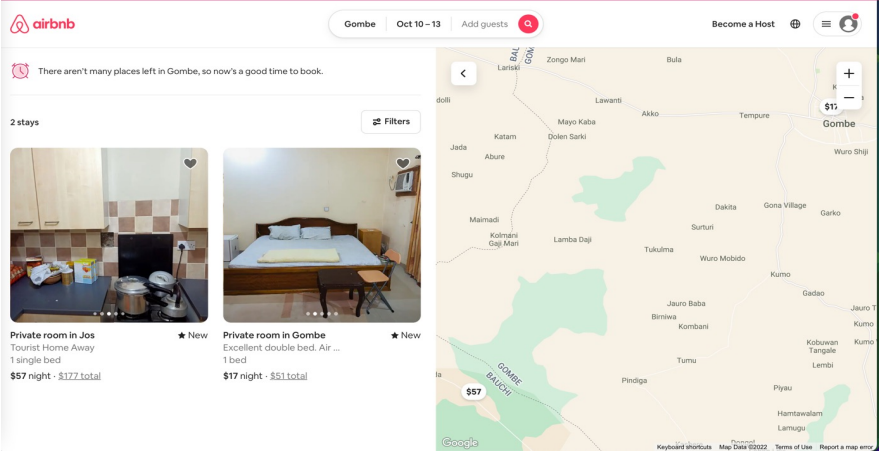 airbnb
Gombe
Oct 10 – 13
Add guests
Become a Host
There aren't many places left in Gombe, so now's a good time to book.
2 stays
Filters
Private room in Jos
★ New
Tourist Home Away
1 single bed
$57 night · $177 total
Private room in Gombe
★ New
Excellent double bed. Air ...
1 bed
$17 night · $51 total
Lariski
Zongo Mari
Bula
Lawanti
Akko
Tempure
$17
Gombe
Mayo Kaba
Katam
Dolen Sarki
Jada
Abure
Wuro Shiji
Shugu
Dakita
Gona Village
Garko
Maimadi
Surturi
Kolmani
Gaji Mari
Lamba Daji
Tukulma
Wuro Mobido
Kumo
Gadao
Jauro Baba
Jauro T
Birniwa
Kombani
Kumo
Kobuwan
Tangale
Kumo
Lembi
Tumu
GOMBE
BAUCHI
Pindiga
Piyau
$57
Hamtawalam
Lamugu
Google
Keyboard shortcuts
Map Data ©2022
Terms of Use
Report a map error